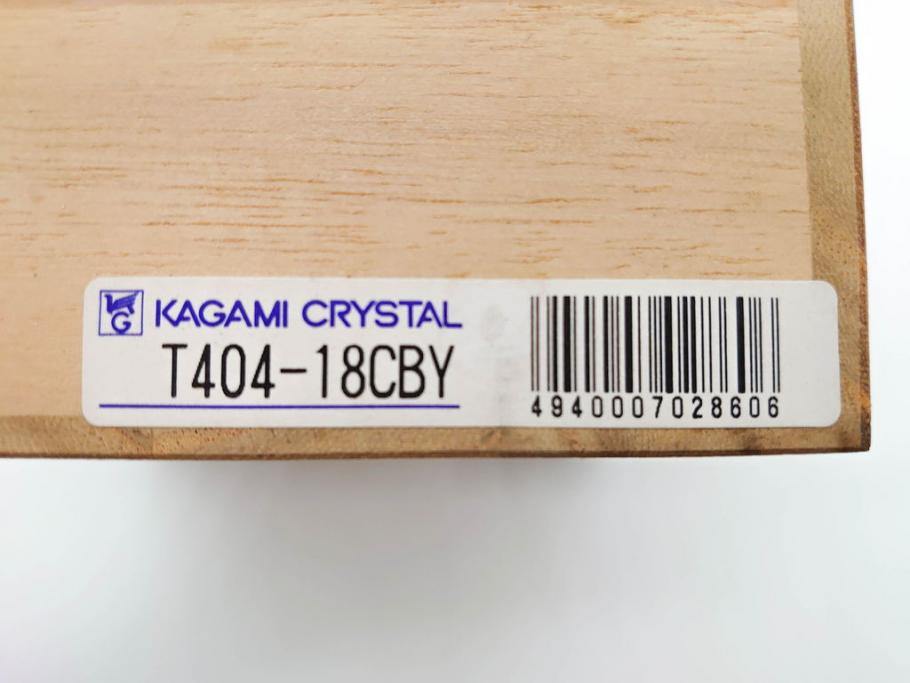 G
KAGAMI CRYSTAL
T404-18CBY
4940007028606